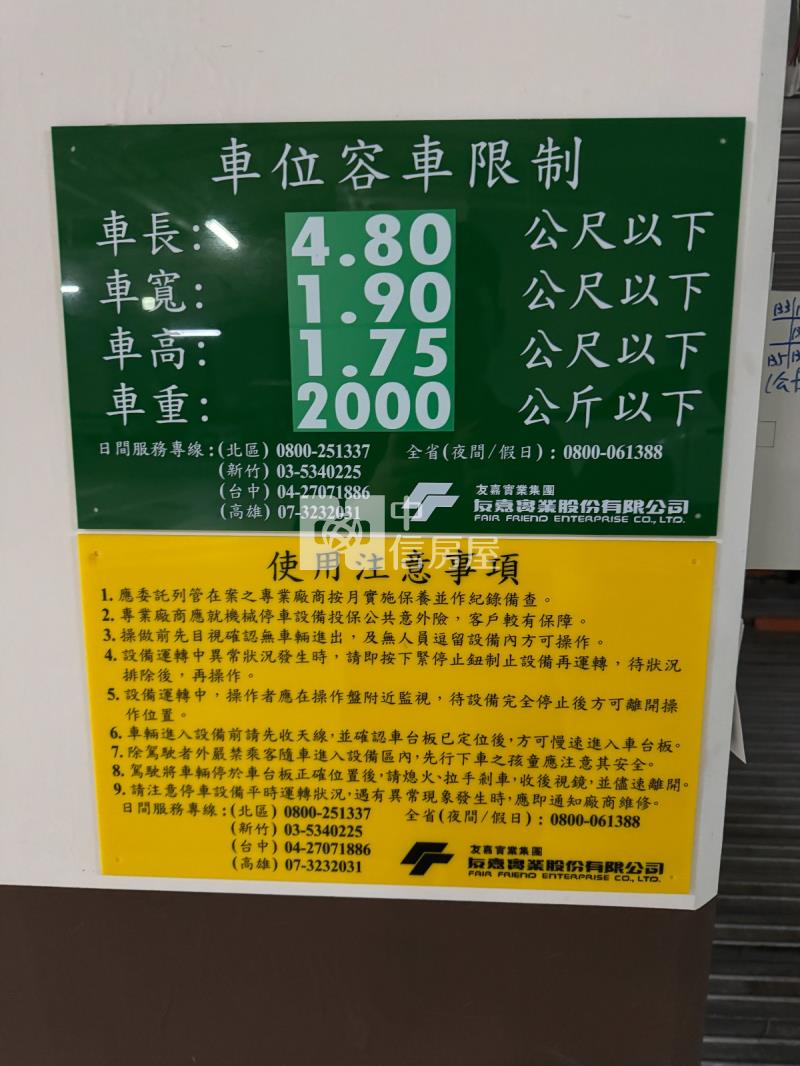 車位容車限制
車長: 4.80 公尺以下
車寬: 1.90 公尺以下
車高: 1.75 公尺以下
車重: 2000 公斤以下
日間服務專線:(北區) 0800-251337 全省(夜間/假日) : 0800-061388
(新竹) 03-5340225
(台中) 04-27071886
(高雄) 07-3232031
友嘉實業集團
友嘉實業股份有限公司
FAIR FRIEND ENTERPRISE CO., LTD.
中信房屋
使用注意事項
1. 應委託列管在案之專業廠商按月實施保養並作紀錄備查。
2. 專業廠商應就機械停車設備投保公共意外險，客戶較有保障。
3. 操做前先目視確認無車輛進出，及無人員逗留設備內方可操作。
4. 設備運轉中異常狀況發生時，請即按下緊停止鈕制止設備再運轉，待狀況
排除後，再操作。
5. 設備運轉中，操作者應在操作盤附近監視，待設備完全停止後方可離開操
作位置。
6. 車輛進入設備前請先收天線，並確認車台板已定位後，方可慢速進入車台板。
7. 除駕駛者外嚴禁乘客隨車進入設備區內，先行下車之孩童應注意其安全。
8. 駕駛將車輛停於車台板正確位置後，請熄火、拉手剎車，收後視鏡，並儘速離開。
9. 請注意停車設備平時運轉狀況，遇有異常現象發生時，應即通知廠商維修。
日間服務專線:(北區) 0800-251337 全省(夜間/假日) : 0800-061388
(新竹) 03-5340225
(台中) 04-27071886
(高雄) 07-3232031
友嘉實業集團
友嘉實業股份有限公司
FAIR FRIEND ENTERPRISE CO., LTD.